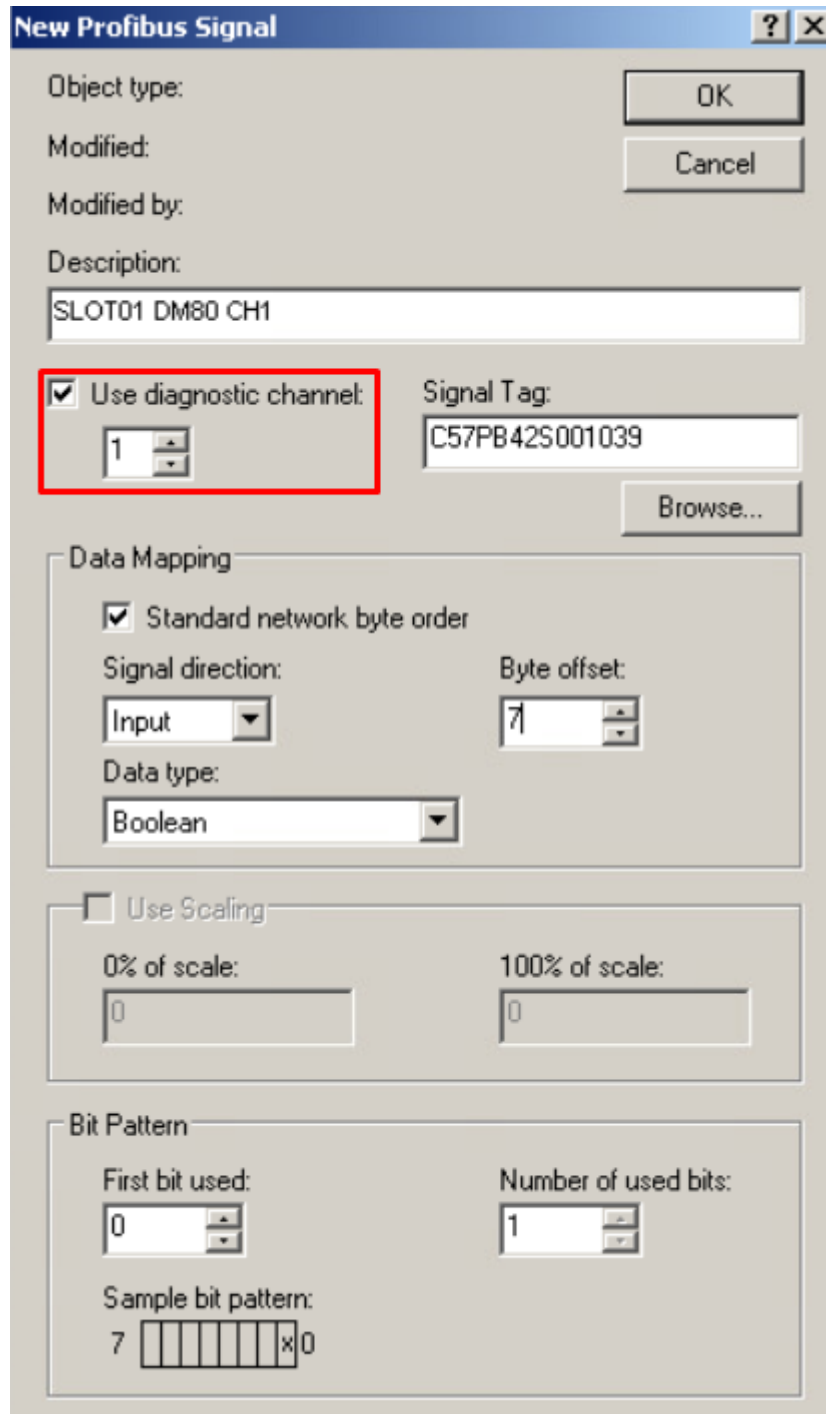 New Profibus Signal
Object type:
OK
Modified:
Cancel
Modified by:
Description:
SLOT01 DM80 CH1
Use diagnostic channel:
Signal Tag:
1
C57PB42S001039
Browse...
Data Mapping
Standard network byte order
Signal direction:
Byte offset:
Input
7
Data type:
Boolean
Use Scaling
0% of scale:
100% of scale:
0
0
Bit Pattern
First bit used:
Number of used bits:
0
1
Sample bit pattern:
7 x 0